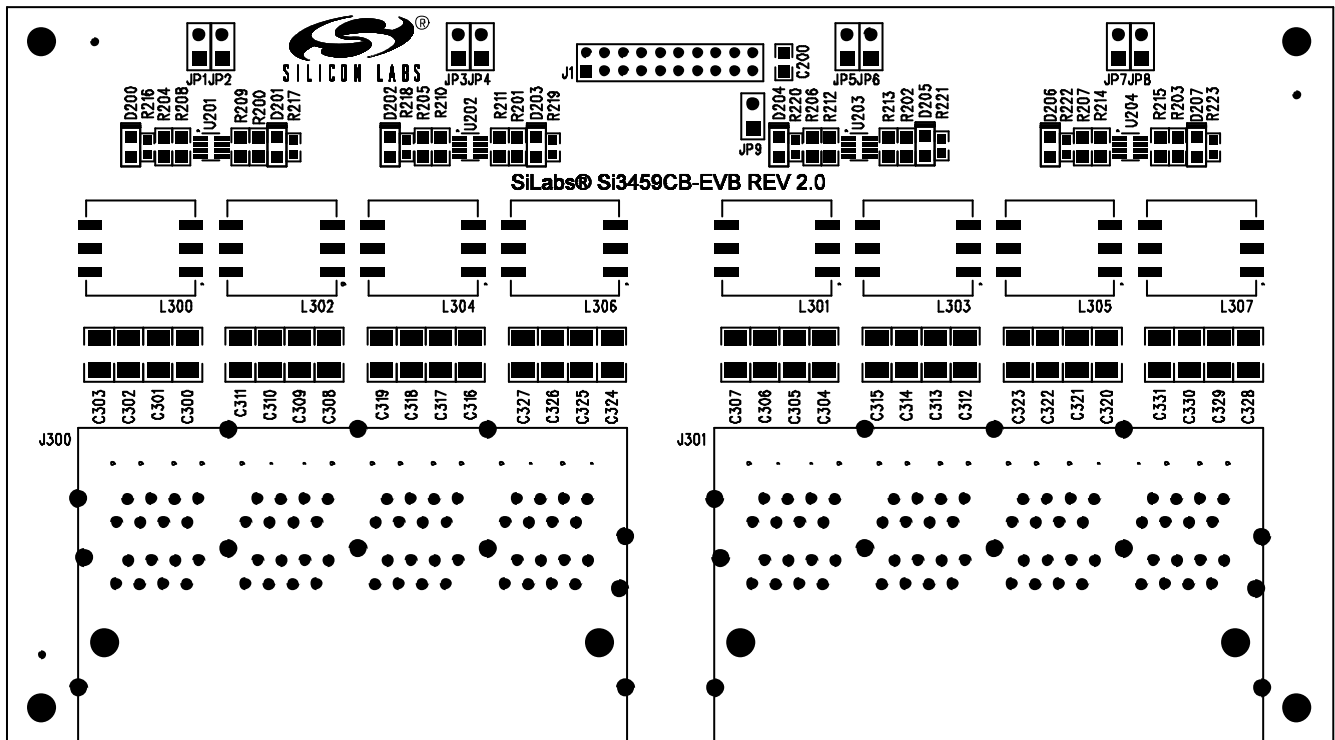 ®
SILICON LABS
JP1JP2
JP3JP4
J1
C200
JP5JP6
JP7JP8
D200 R216 R204 R208 U201 R209 R200 D201 R217
D202 R218 R205 R210 U202 R211 R201 D203 R219
JP9
D204 R220 R206 R212 U203 R213 R202 D205 R221
D206 R222 R207 R214 U204 R215 R203 D207 R223
SiLabs® Si3459CB-EVB REV 2.0
L300 L302 L304 L306 L301 L303 L305 L307
C303 C302 C301 C300 C311 C310 C309 C308 C319 C318 C317 C316 C327 C326 C325 C324 C307 C306 C305 C304 C315 C314 C313 C312 C323 C322 C321 C320 C331 C330 C329 C328
J300 J301